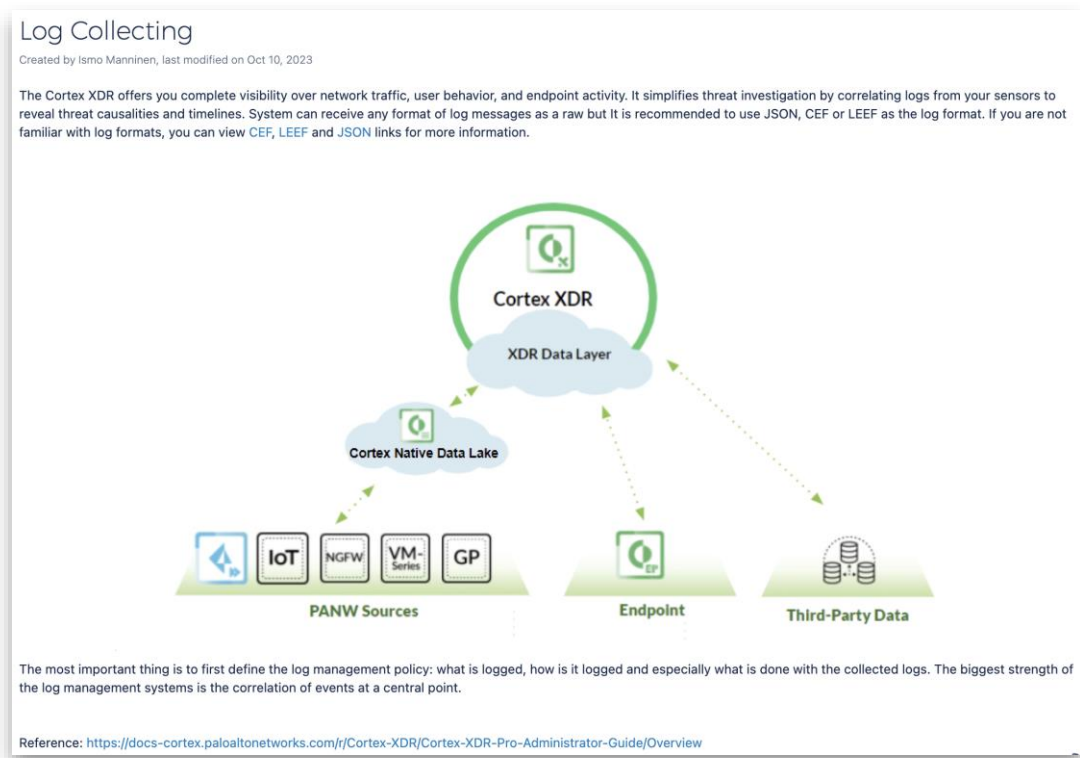 Log Collecting
Created by Ismo Manninen, last modified on Oct 10, 2023
The Cortex XDR offers you complete visibility over network traffic, user behavior, and endpoint activity. It simplifies threat investigation by correlating logs from your sensors to
reveal threat causalities and timelines. System can receive any format of log messages as a raw but It is recommended to use JSON, CEF or LEEF as the log format. If you are not
familiar with log formats, you can view CEF, LEEF and JSON links for more information.
Cortex XDR
XDR Data Layer
Cortex Native Data Lake
IoT
NGFW
VM-
Series
GP
EP
PANW Sources
Endpoint
Third-Party Data
The most important thing is to first define the log management policy: what is logged, how is it logged and especially what is done with the collected logs. The biggest strength of
the log management systems is the correlation of events at a central point.
Reference: https://docs-cortex.paloaltonetworks.com/r/Cortex-XDR/Cortex-XDR-Pro-Administrator-Guide/Overview